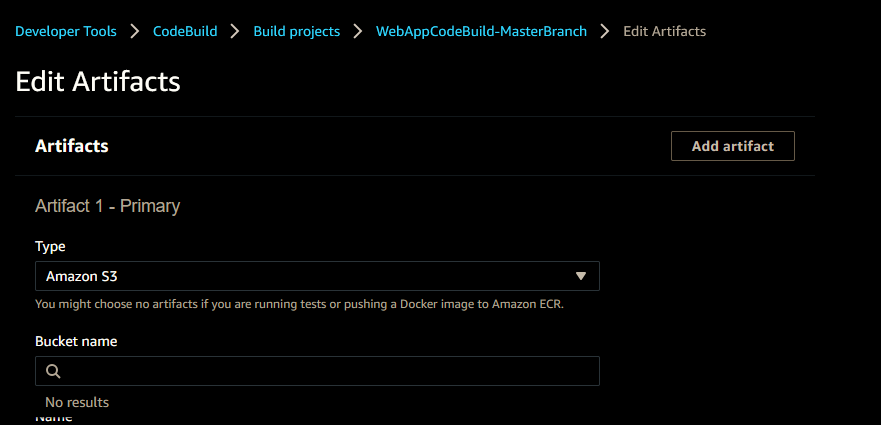 Developer Tools > CodeBuild > Build projects > WebAppCodeBuild-MasterBranch > Edit Artifacts
Edit Artifacts
Artifacts Add artifact
Artifact 1 - Primary
Type
Amazon S3
You might choose no artifacts if you are running tests or pushing a Docker image to Amazon ECR.
Bucket name
No results
Name